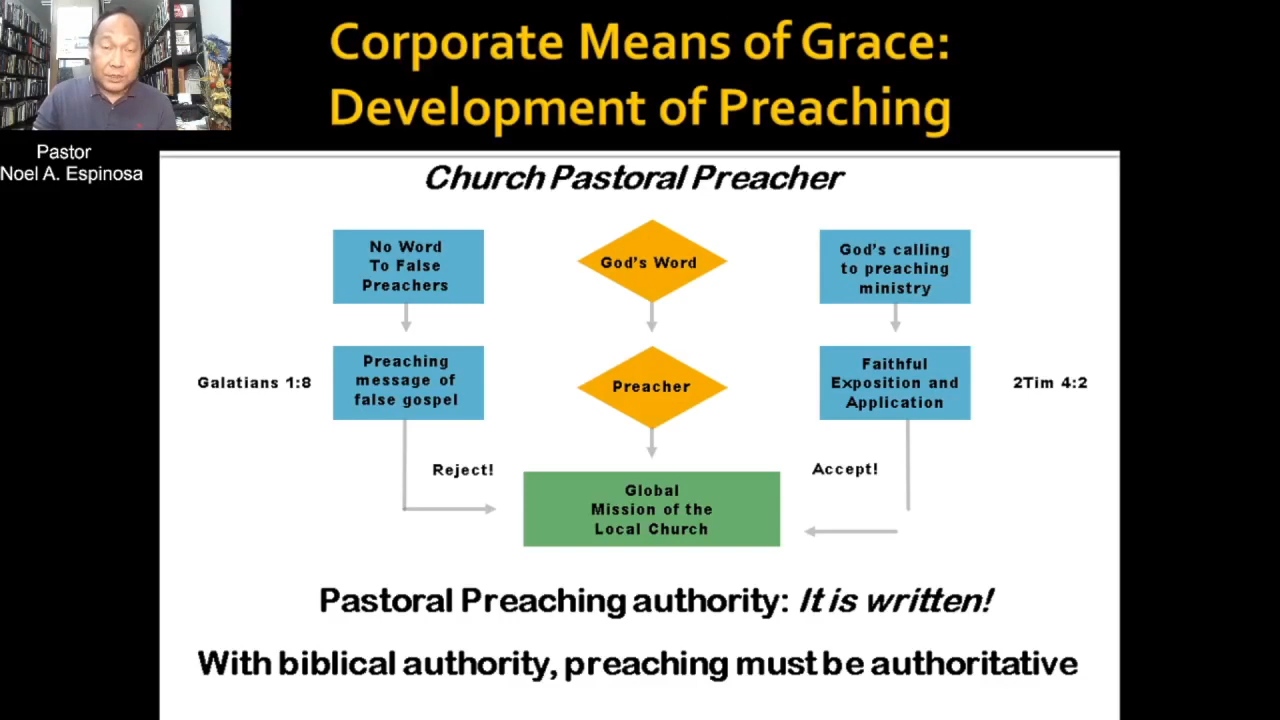 Corporate Means of Grace:
Development of Preaching
Pastor
Noel A. Espinosa
Church Pastoral Preacher
No Word
To False
Preachers
God's Word
God's calling
to preaching
ministry
Galatians 1:8
Preaching
message of
false gospel
Preacher
Faithful
Exposition and
Application
2Tim 4:2
Reject!
Accept!
Global
Mission of the
Local Church
Pastoral Preaching authority: It is written!
With biblical authority, preaching must be authoritative